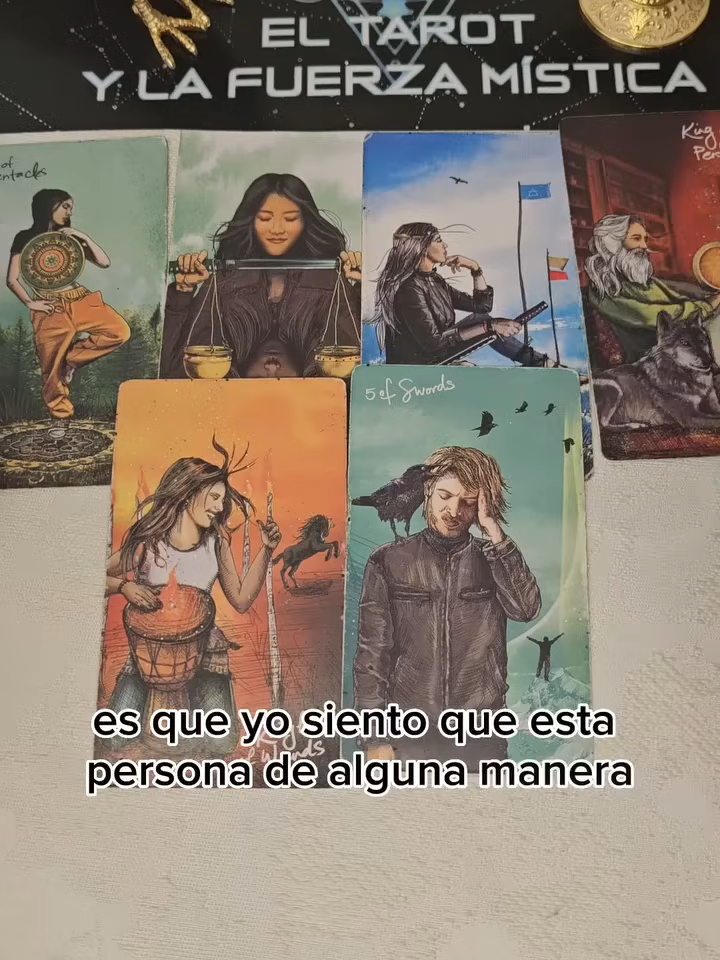 EL TAROT
Y LA FUERZA MÍSTICA
of
King
5 of Swords
es que yo siento que esta
persona de alguna manera